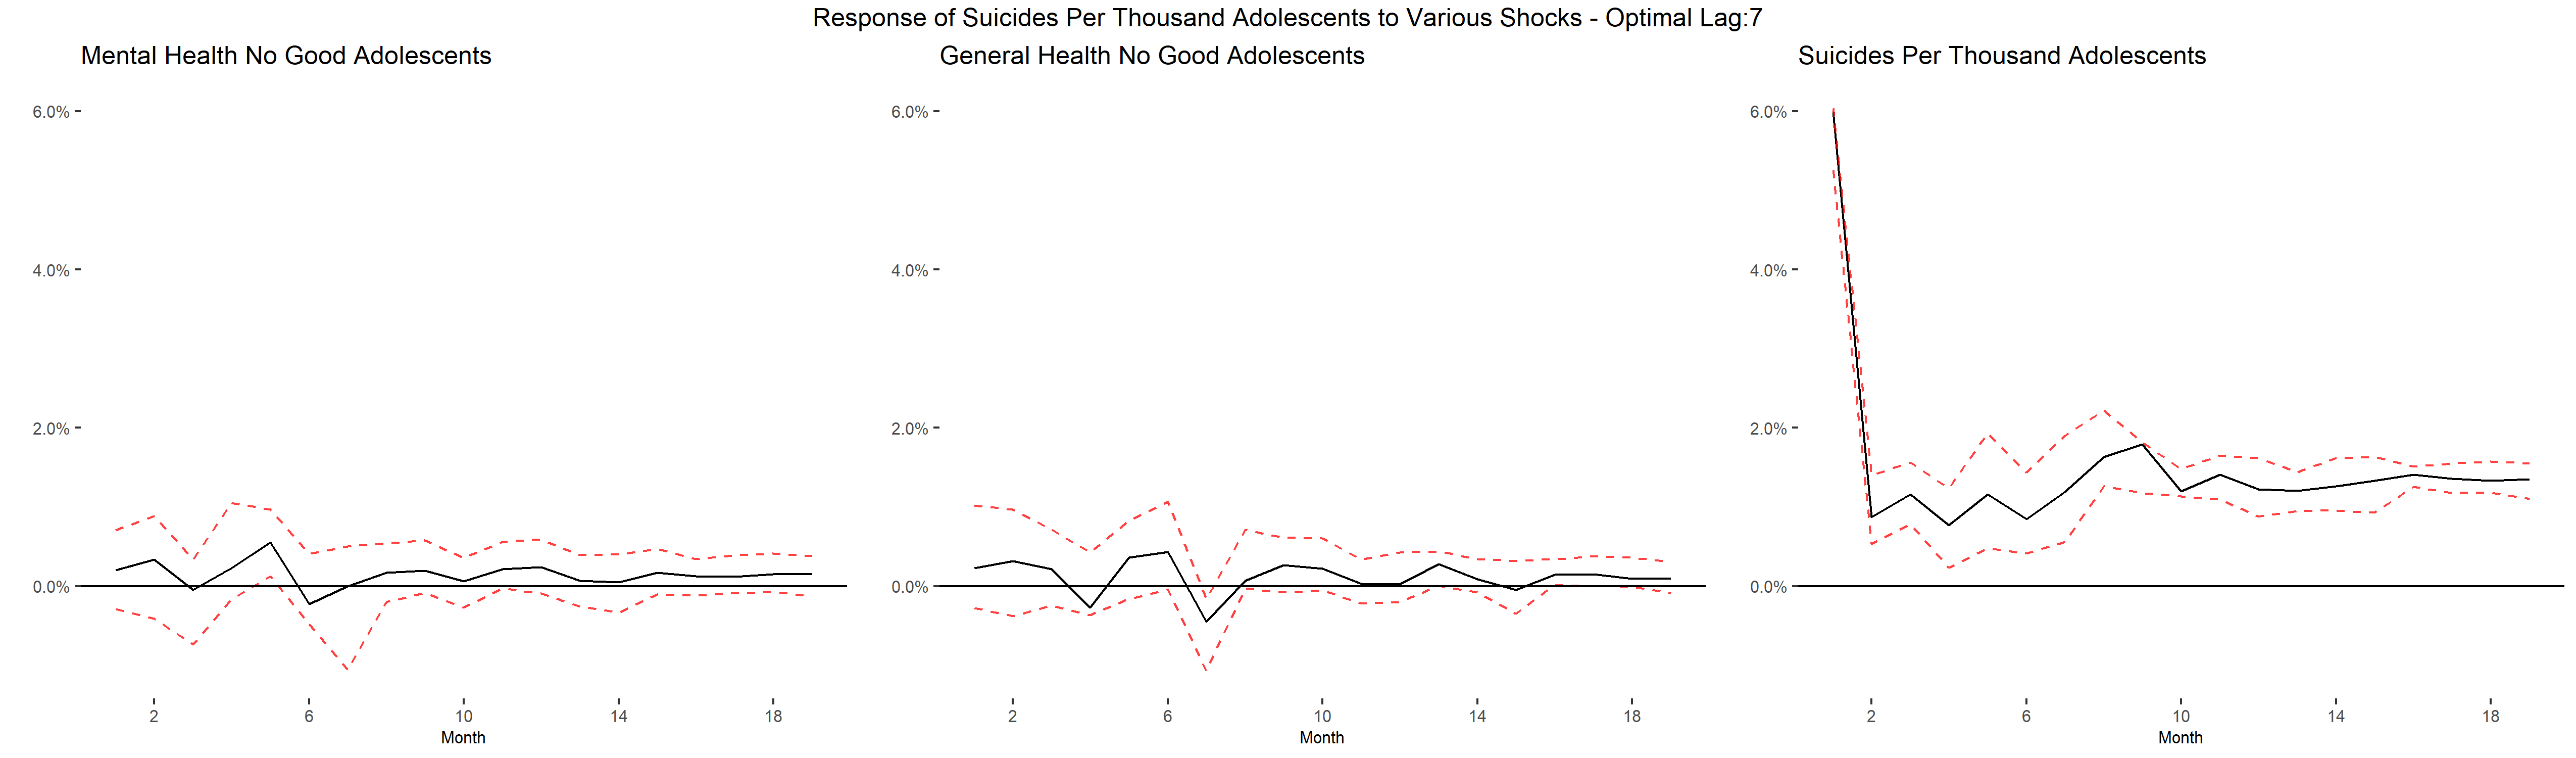 Response of Suicides Per Thousand Adolescents to Various Shocks - Optimal Lag:7
Mental Health No Good Adolescents
6.0%
4.0%
2.0%
0.0%
2 6 10 14 18
Month
General Health No Good Adolescents
6.0%
4.0%
2.0%
0.0%
2 6 10 14 18
Month
Suicides Per Thousand Adolescents
6.0%
4.0%
2.0%
0.0%
2 6 10 14 18
Month